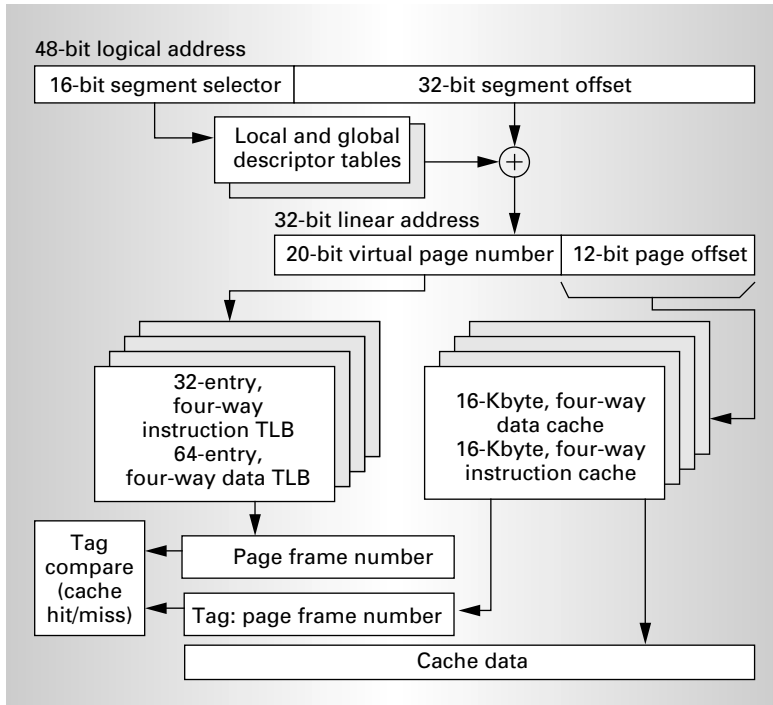 48-bit logical address
16-bit segment selector
32-bit segment offset
Local and global
descriptor tables
+
32-bit linear address
20-bit virtual page number
12-bit page offset
32-entry,
four-way
instruction TLB
64-entry,
four-way data TLB
16-Kbyte, four-way
data cache
16-Kbyte, four-way
instruction cache
Tag
compare
(cache
hit/miss)
Page frame number
Tag: page frame number
Cache data